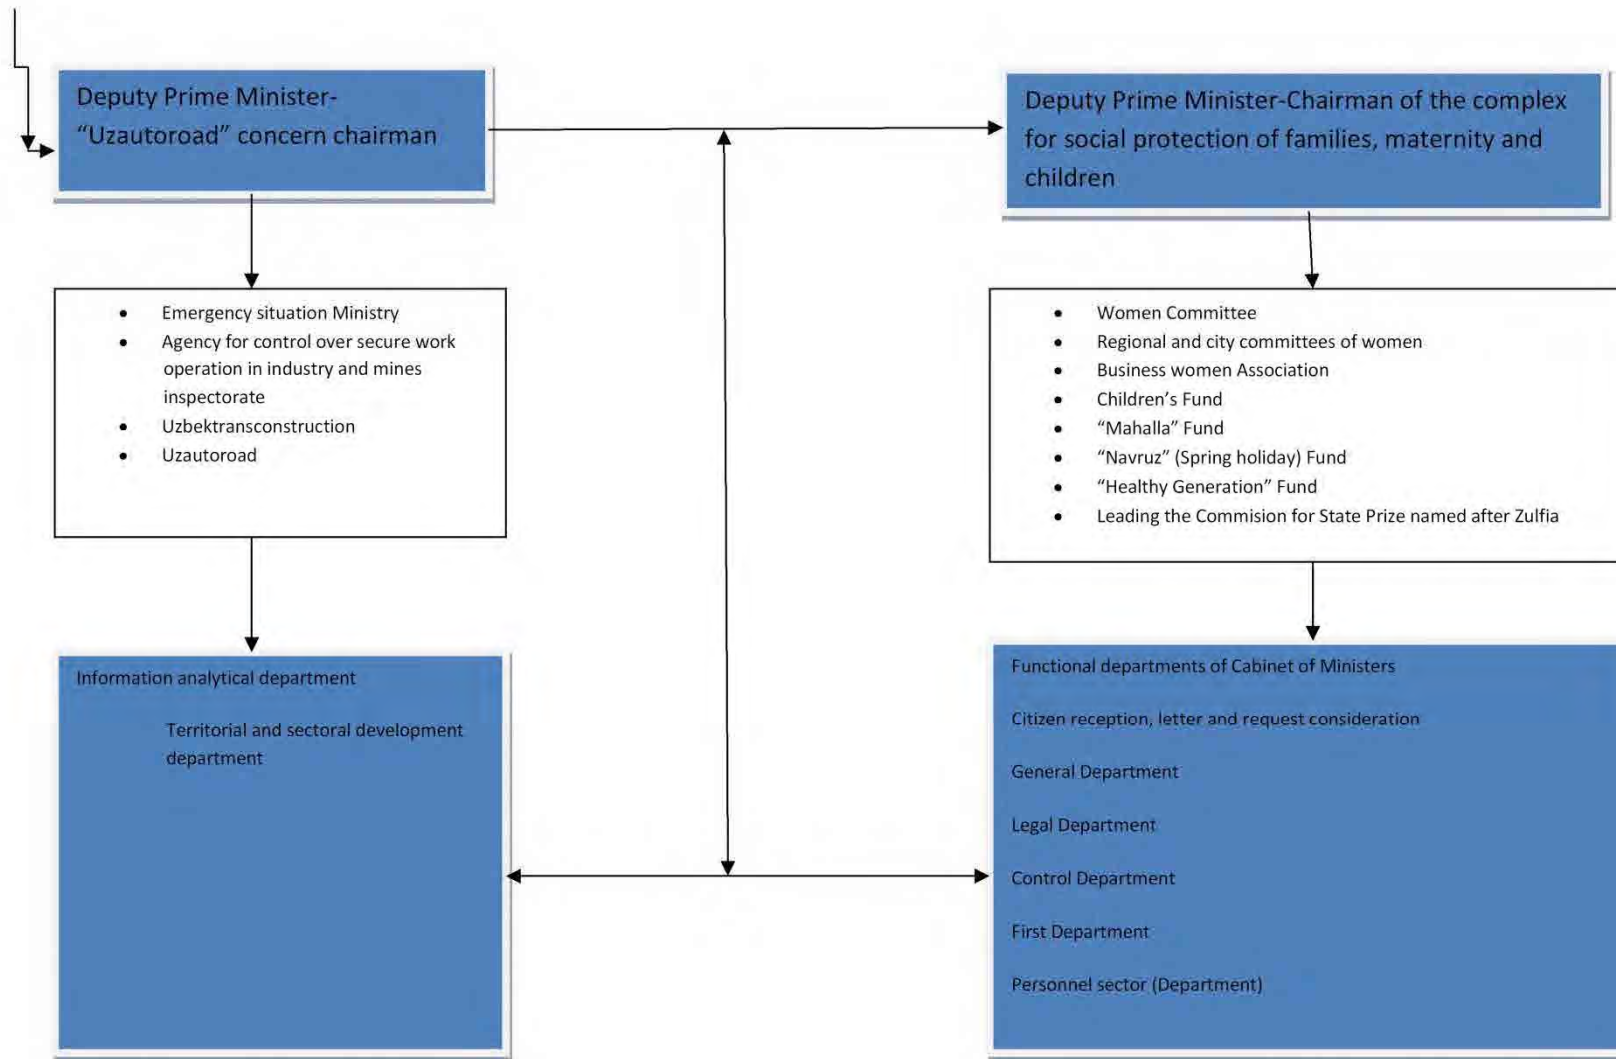 Deputy Prime Minister-
“Uzautoroad” concern chairman
Deputy Prime Minister-Chairman of the complex
for social protection of families, maternity and
children
• Emergency situation Ministry
• Agency for control over secure work
operation in industry and mines
inspectorate
• Uzbektransconstruction
• Uzautoroad
• Women Committee
• Regional and city committees of women
• Business women Association
• Children’s Fund
• “Mahalla” Fund
• “Navruz” (Spring holiday) Fund
• “Healthy Generation” Fund
• Leading the Commision for State Prize named after Zulfia
Information analytical department
Territorial and sectoral development
department
Functional departments of Cabinet of Ministers
Citizen reception, letter and request consideration
General Department
Legal Department
Control Department
First Department
Personnel sector (Department)